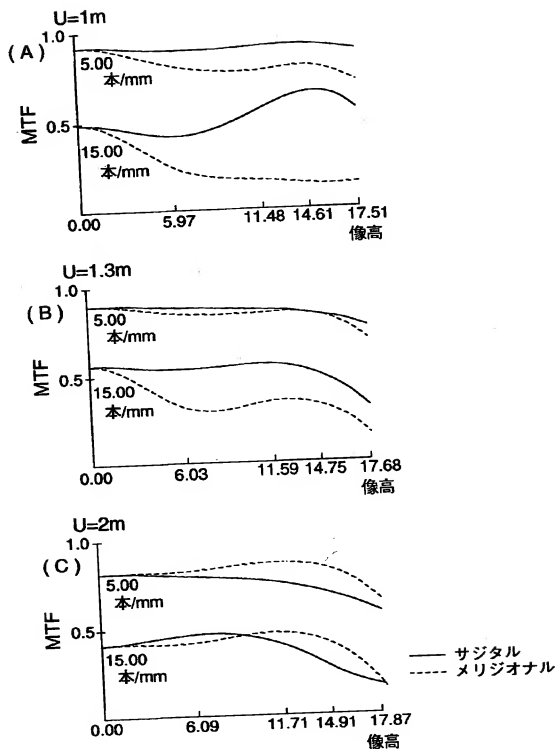 U=1m
(A)
1.0
5.00
本/mm
MTF
0.5
15.00
本/mm
0.00 5.97 11.48 14.61 17.51
像高
U=1.3m
(B)
1.0
5.00
本/mm
MTF
0.5
15.00
本/mm
0.00 6.03 11.59 14.75 17.68
像高
U=2m
(C)
1.0
5.00
本/mm
MTF
0.5
15.00
本/mm
0.00 6.09 11.71 14.91 17.87
像高
サジタル
メリジオナル